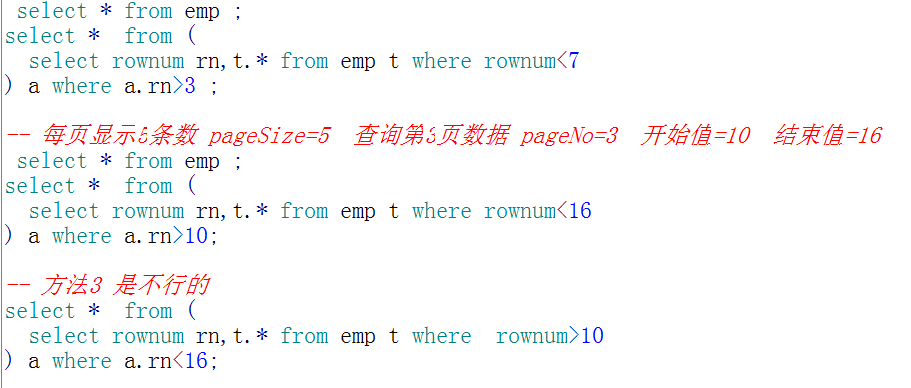 select * from emp ;
select *  from (
  select rownum rn,t.* from emp t where rownum<7
) a where a.rn>3 ;
-- 每页显示5条数 pageSize=5  查询第3页数据 pageNo=3  开始值=10  结束值=16
select * from emp ;
select *  from (
  select rownum rn,t.* from emp t where rownum<16
) a where a.rn>10;
-- 方法3 是不行的
select *  from (
  select rownum rn,t.* from emp t where  rownum>10
) a where a.rn<16;